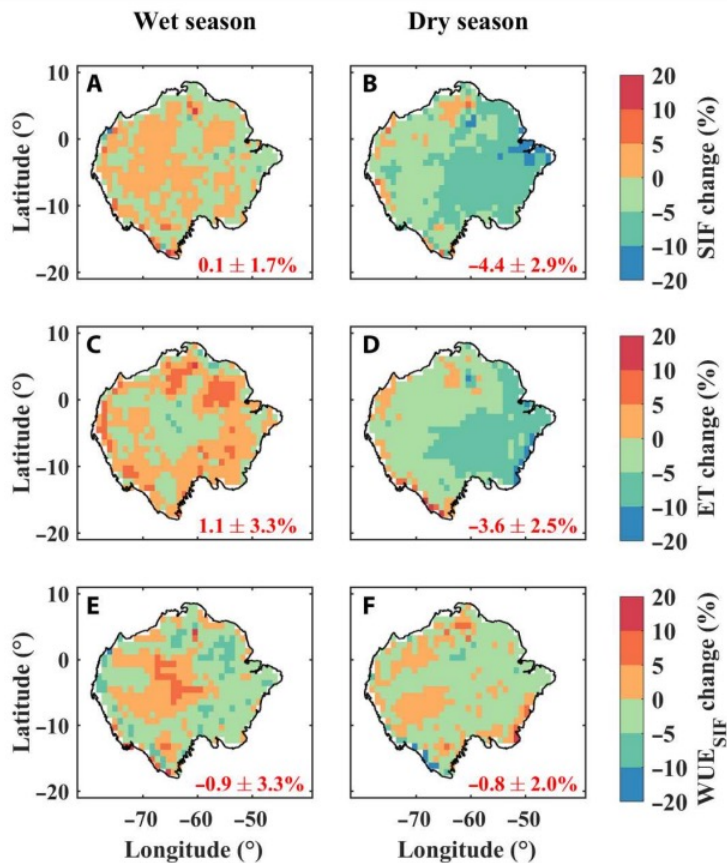 Wet season
Dry season
A
B
10
0
−10
−20
Latitude (°)
0.1 ± 1.7%
−4.4 ± 2.9%
20
10
5
0
−5
−10
−20
SIF change (%)
C
D
10
0
−10
−20
Latitude (°)
1.1 ± 3.3%
−3.6 ± 2.5%
20
10
5
0
−5
−10
−20
ET change (%)
E
F
10
0
−10
−20
Latitude (°)
−0.9 ± 3.3%
−0.8 ± 2.0%
20
10
5
0
−5
−10
−20
WUE_SIF change (%)
−70 −60 −50
−70 −60 −50
Longitude (°)
Longitude (°)